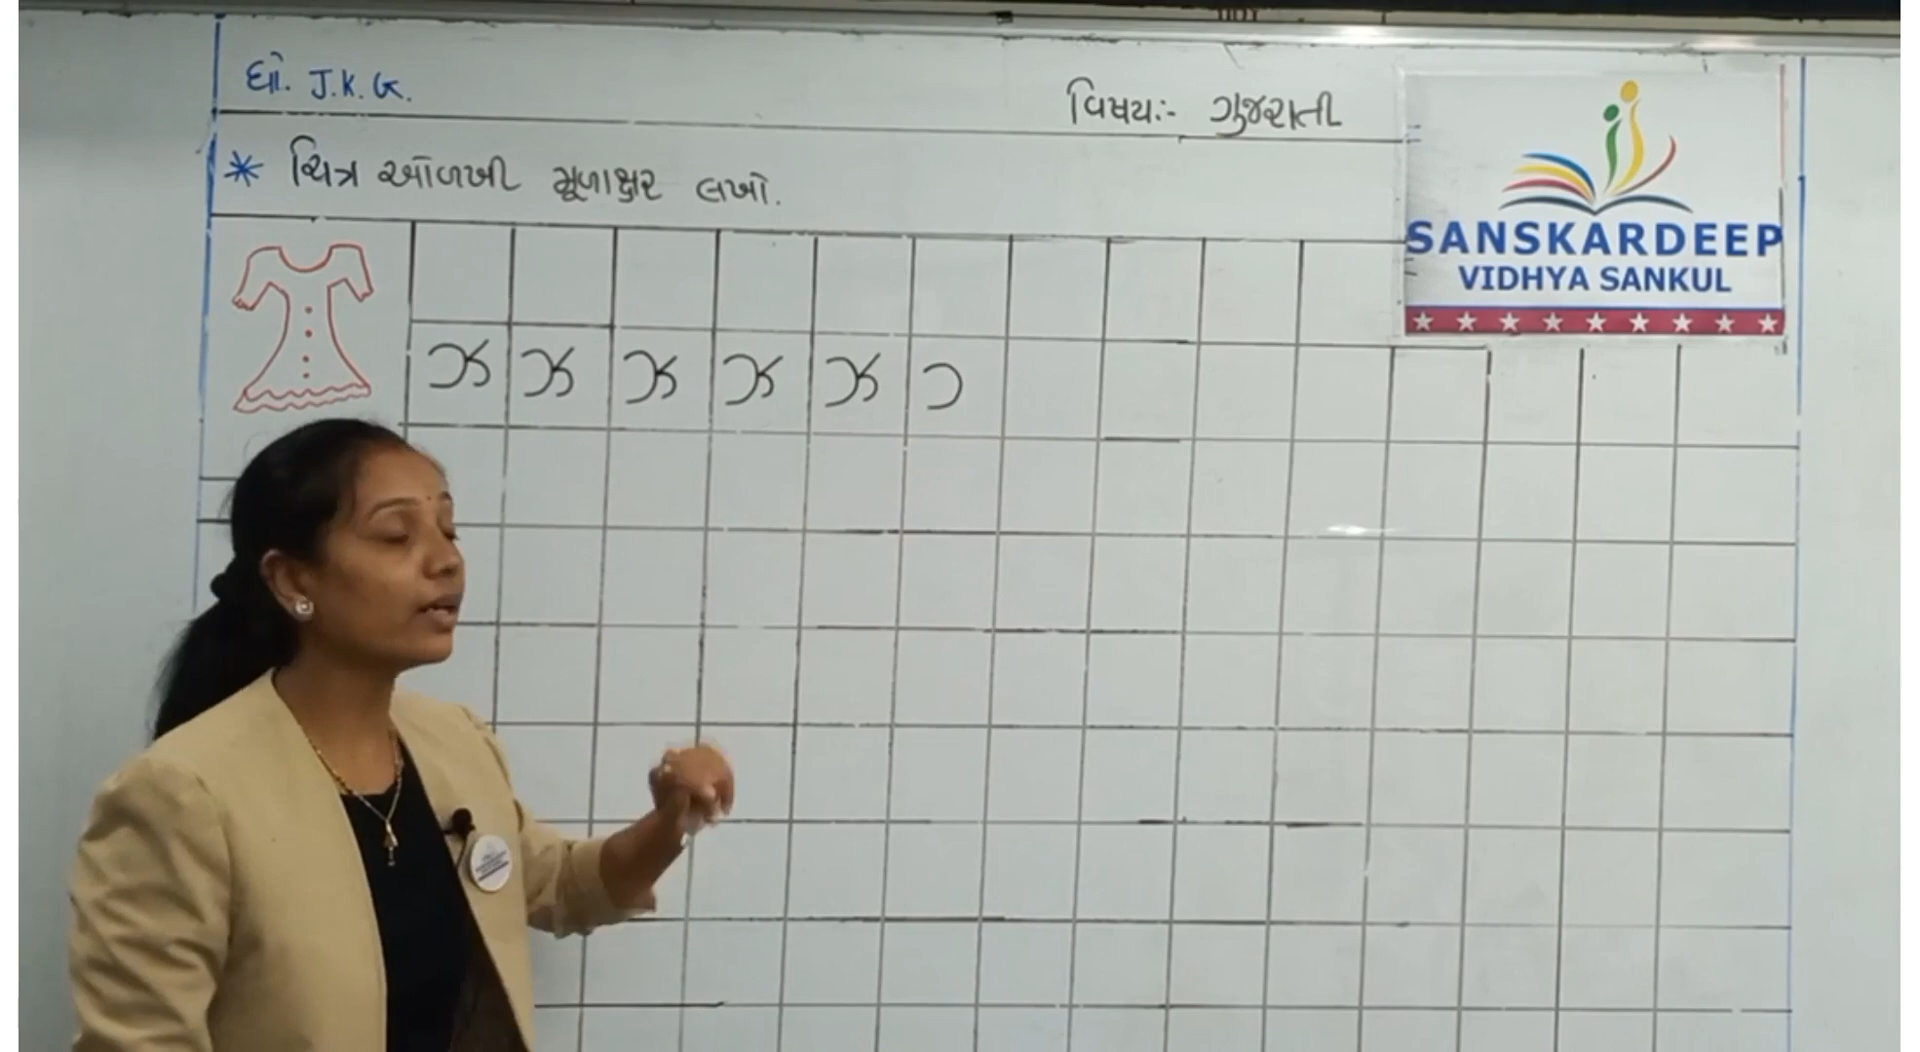 ધો. J.K.G.
વિષય:- ગુજરાતી
* ચિત્ર ઓળખી મૂળાક્ષર લખો.
SANSKARDEEP
VIDHYA SANKUL
ઝ ઝ ઝ ઝ ઝ